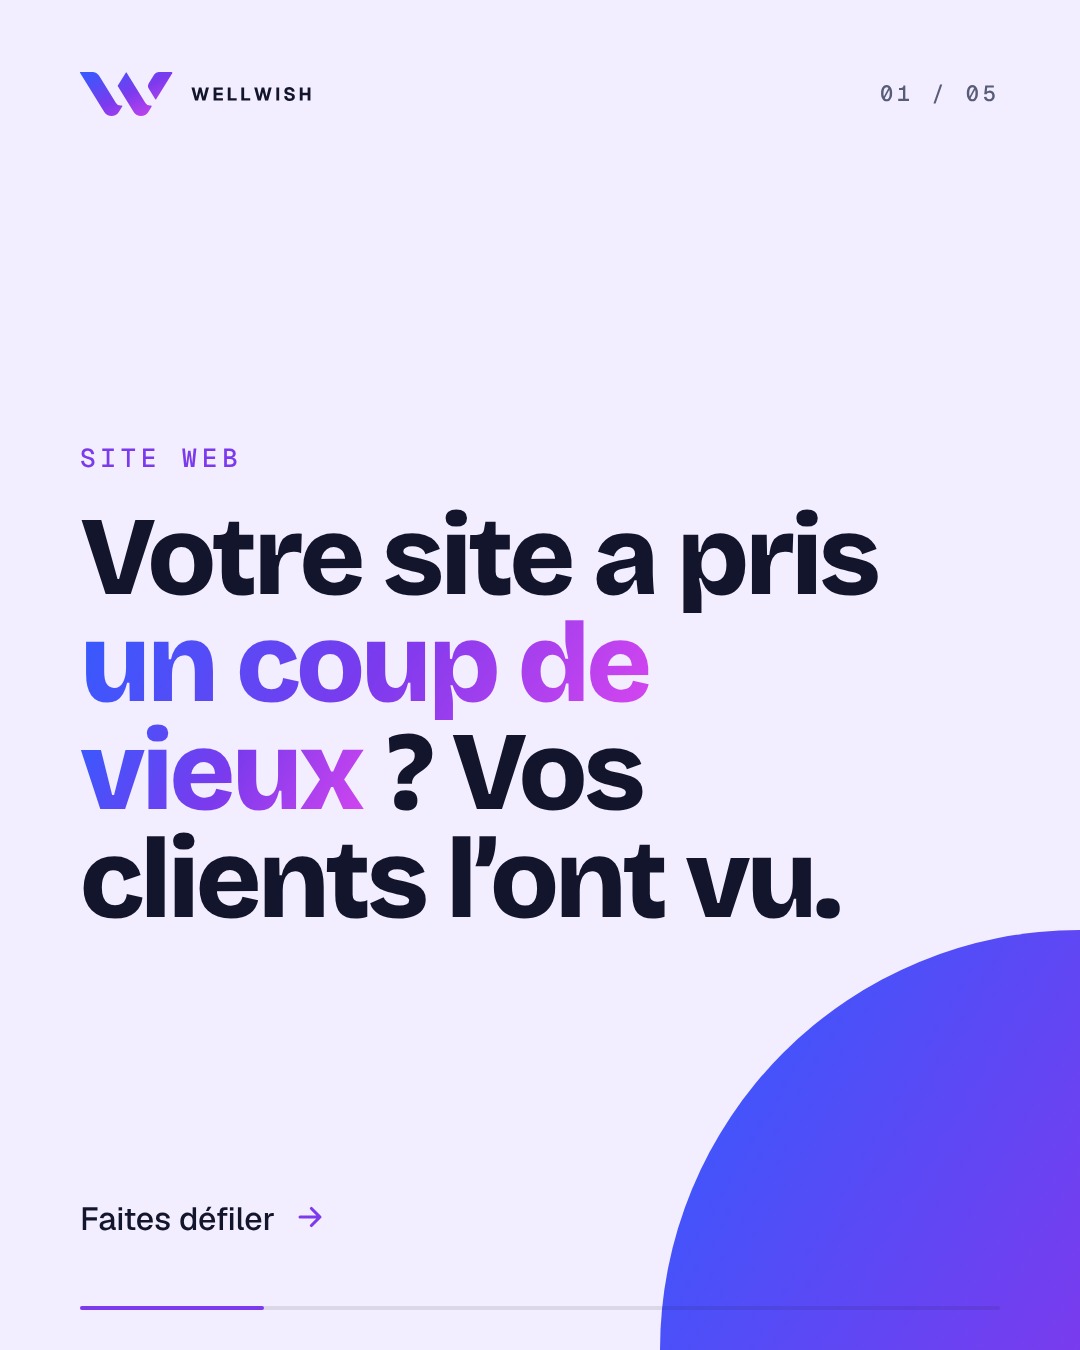 WELLWISH
01 / 05
SITE WEB
Votre site a pris
un coup de
vieux ? Vos
clients l’ont vu.
Faites défiler →